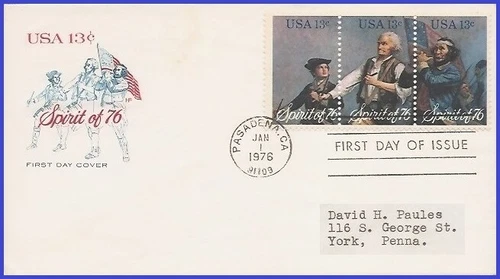 USA 13¢
Spirit of 76
FIRST DAY COVER
USA 13c USA 13c USA 13c
Spirit of 76 Spirit of 76 Spirit of 76
PASADENA, CA
JAN
1
1976
91109
FIRST DAY OF ISSUE
David H. Paules
116 S. George St.
York, Penna.